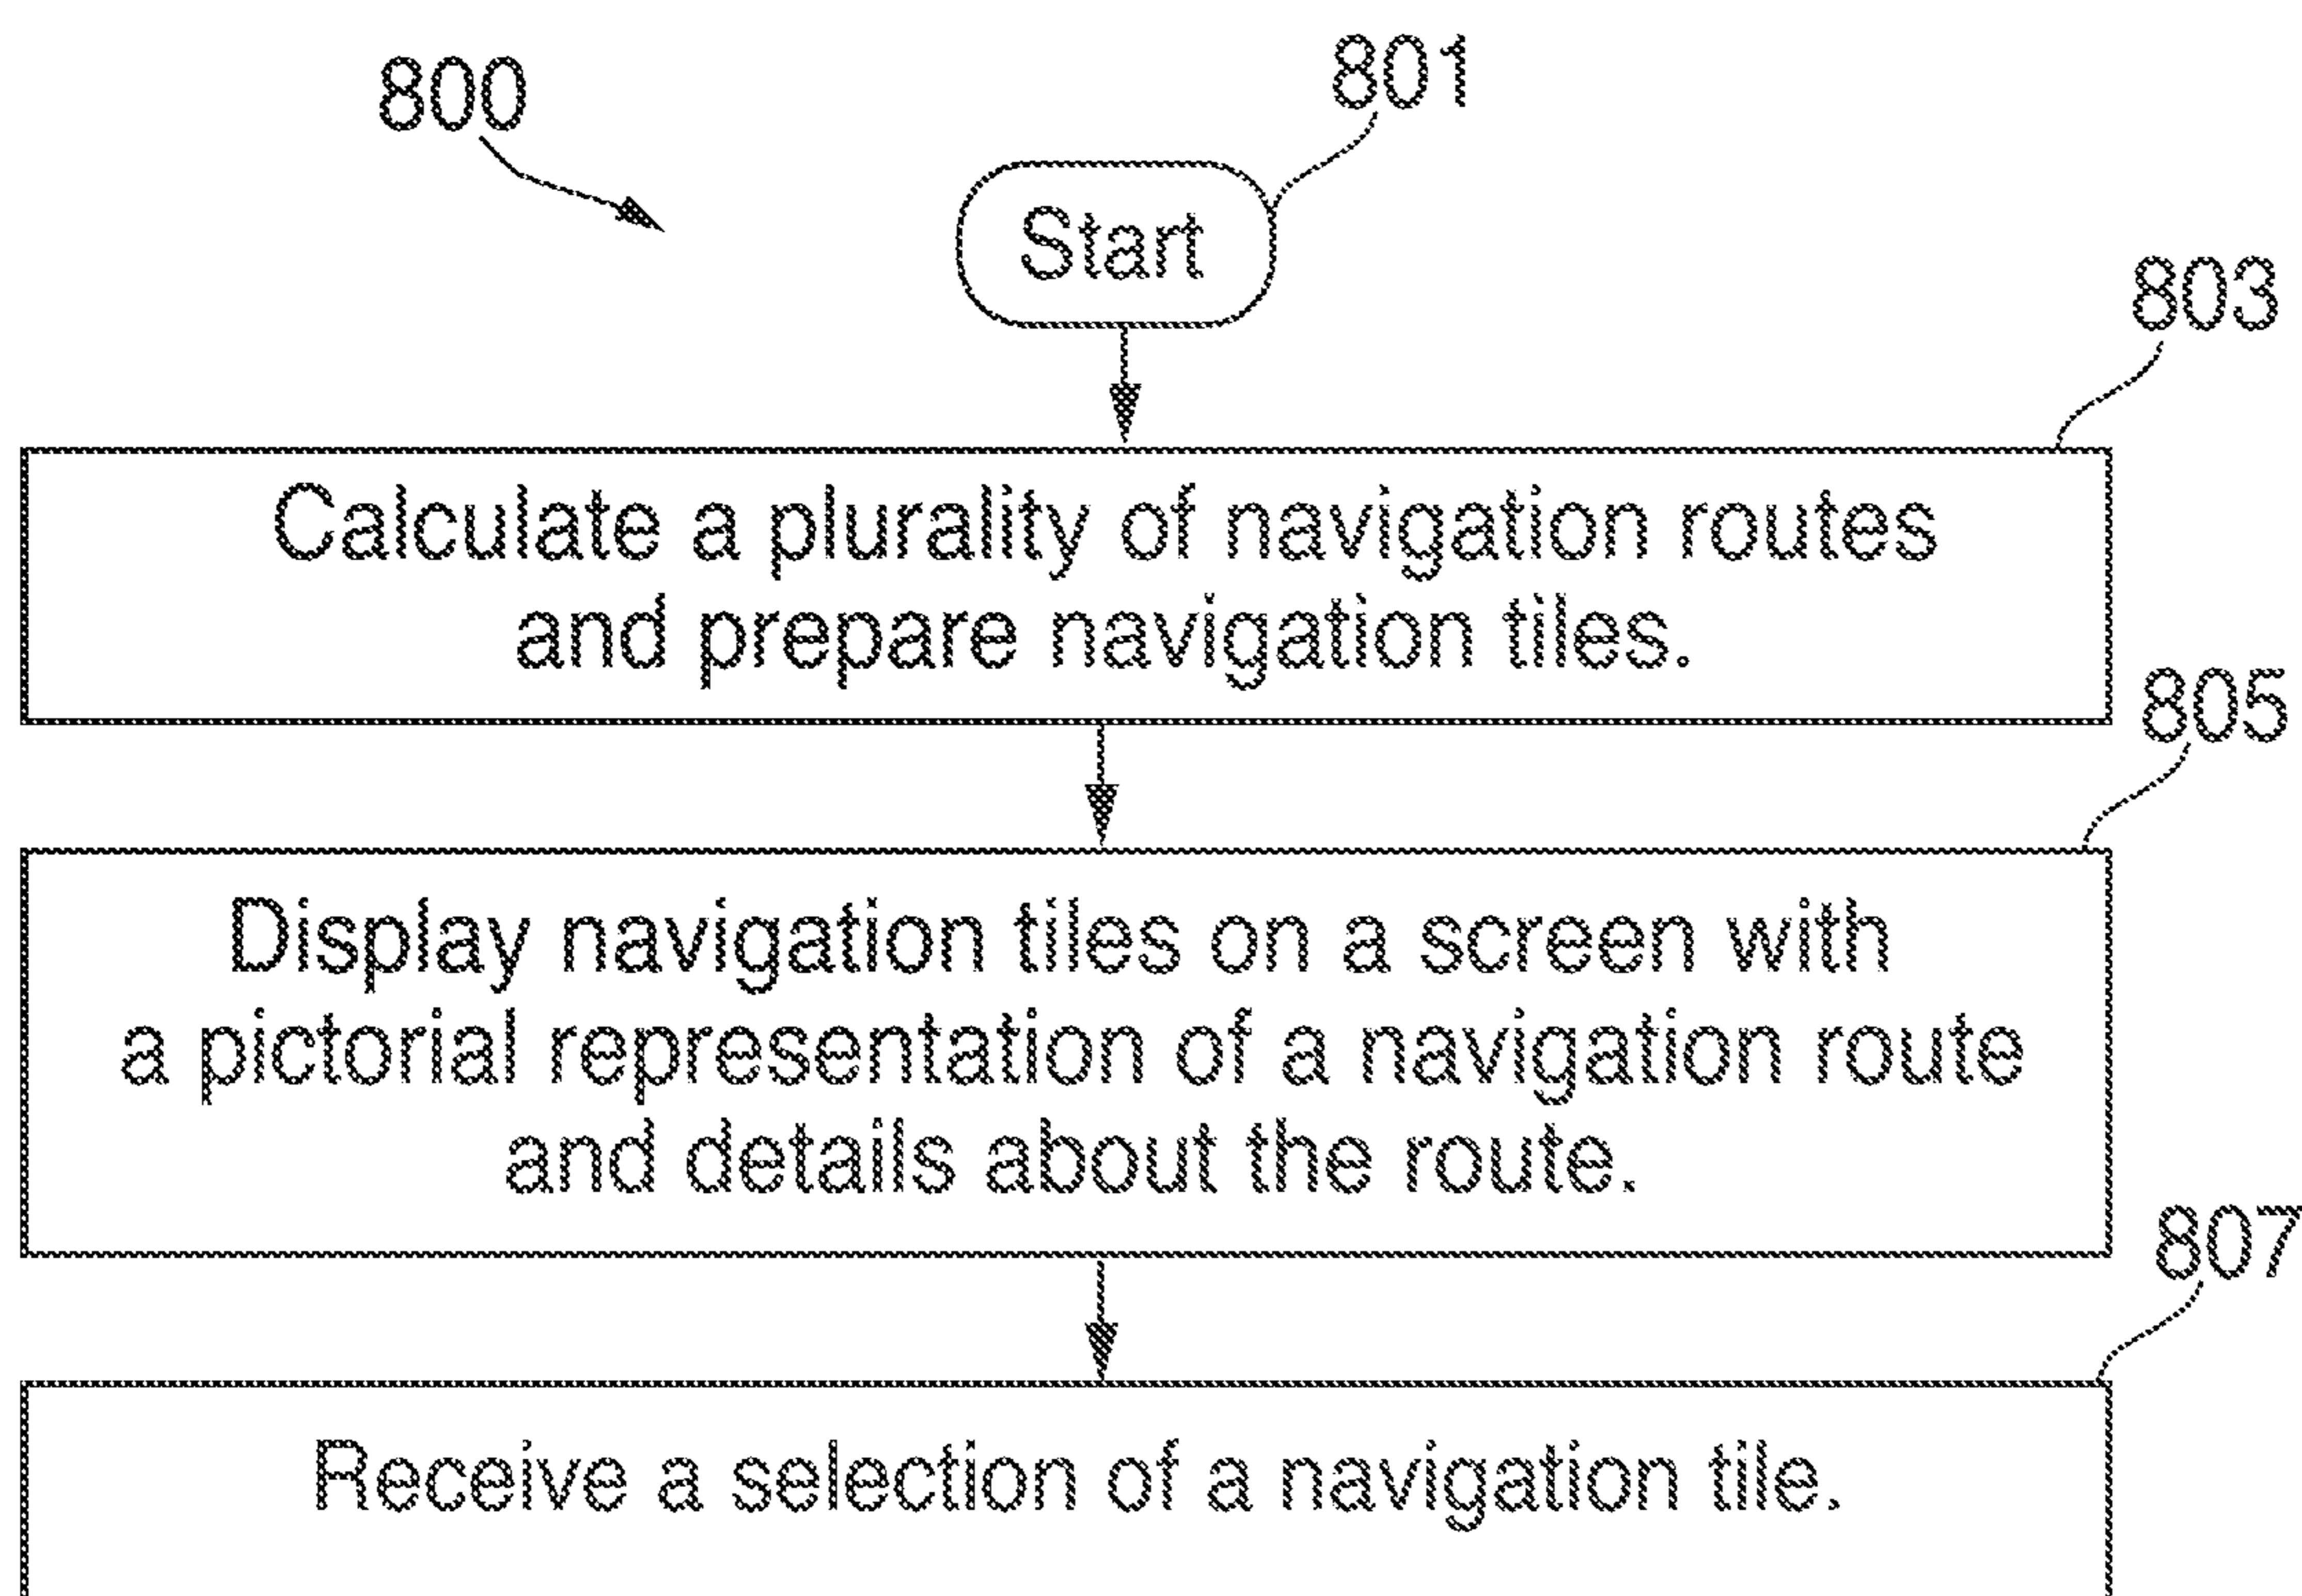 800
801
Start
803
Calculate a plurality of navigation routes
and prepare navigation tiles.
805
Display navigation tiles on a screen with
a pictorial representation of a navigation route
and details about the route.
807
Receive a selection of a navigation tile.